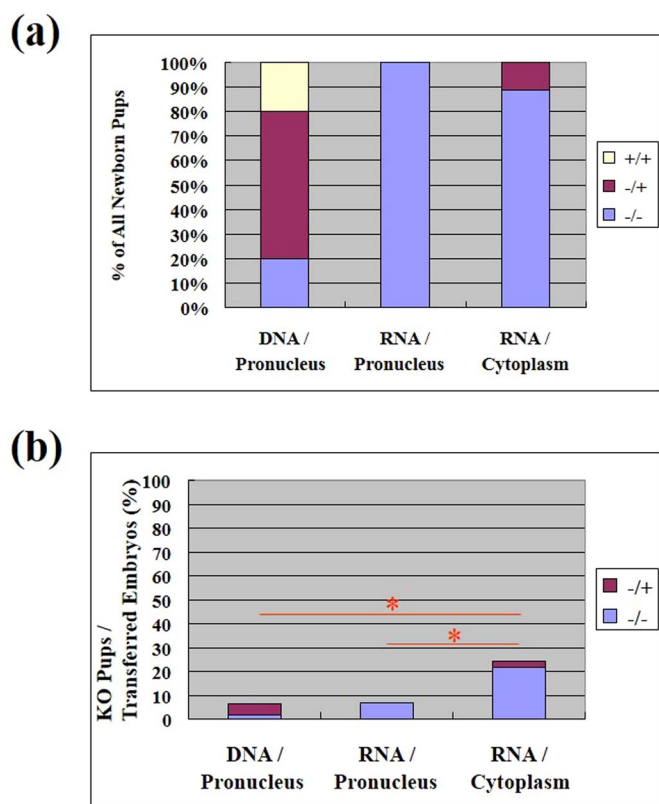 (a)
% of All Newborn Pups
100%
90%
80%
70%
60%
50%
40%
30%
20%
10%
0%
DNA / Pronucleus
RNA / Pronucleus
RNA / Cytoplasm
+/+
-/+
-/-
(b)
KO Pups /
Transferred Embryos (%)
100
90
80
70
60
50
40
30
20
10
0
*
*
DNA / Pronucleus
RNA / Pronucleus
RNA / Cytoplasm
-/+
-/-